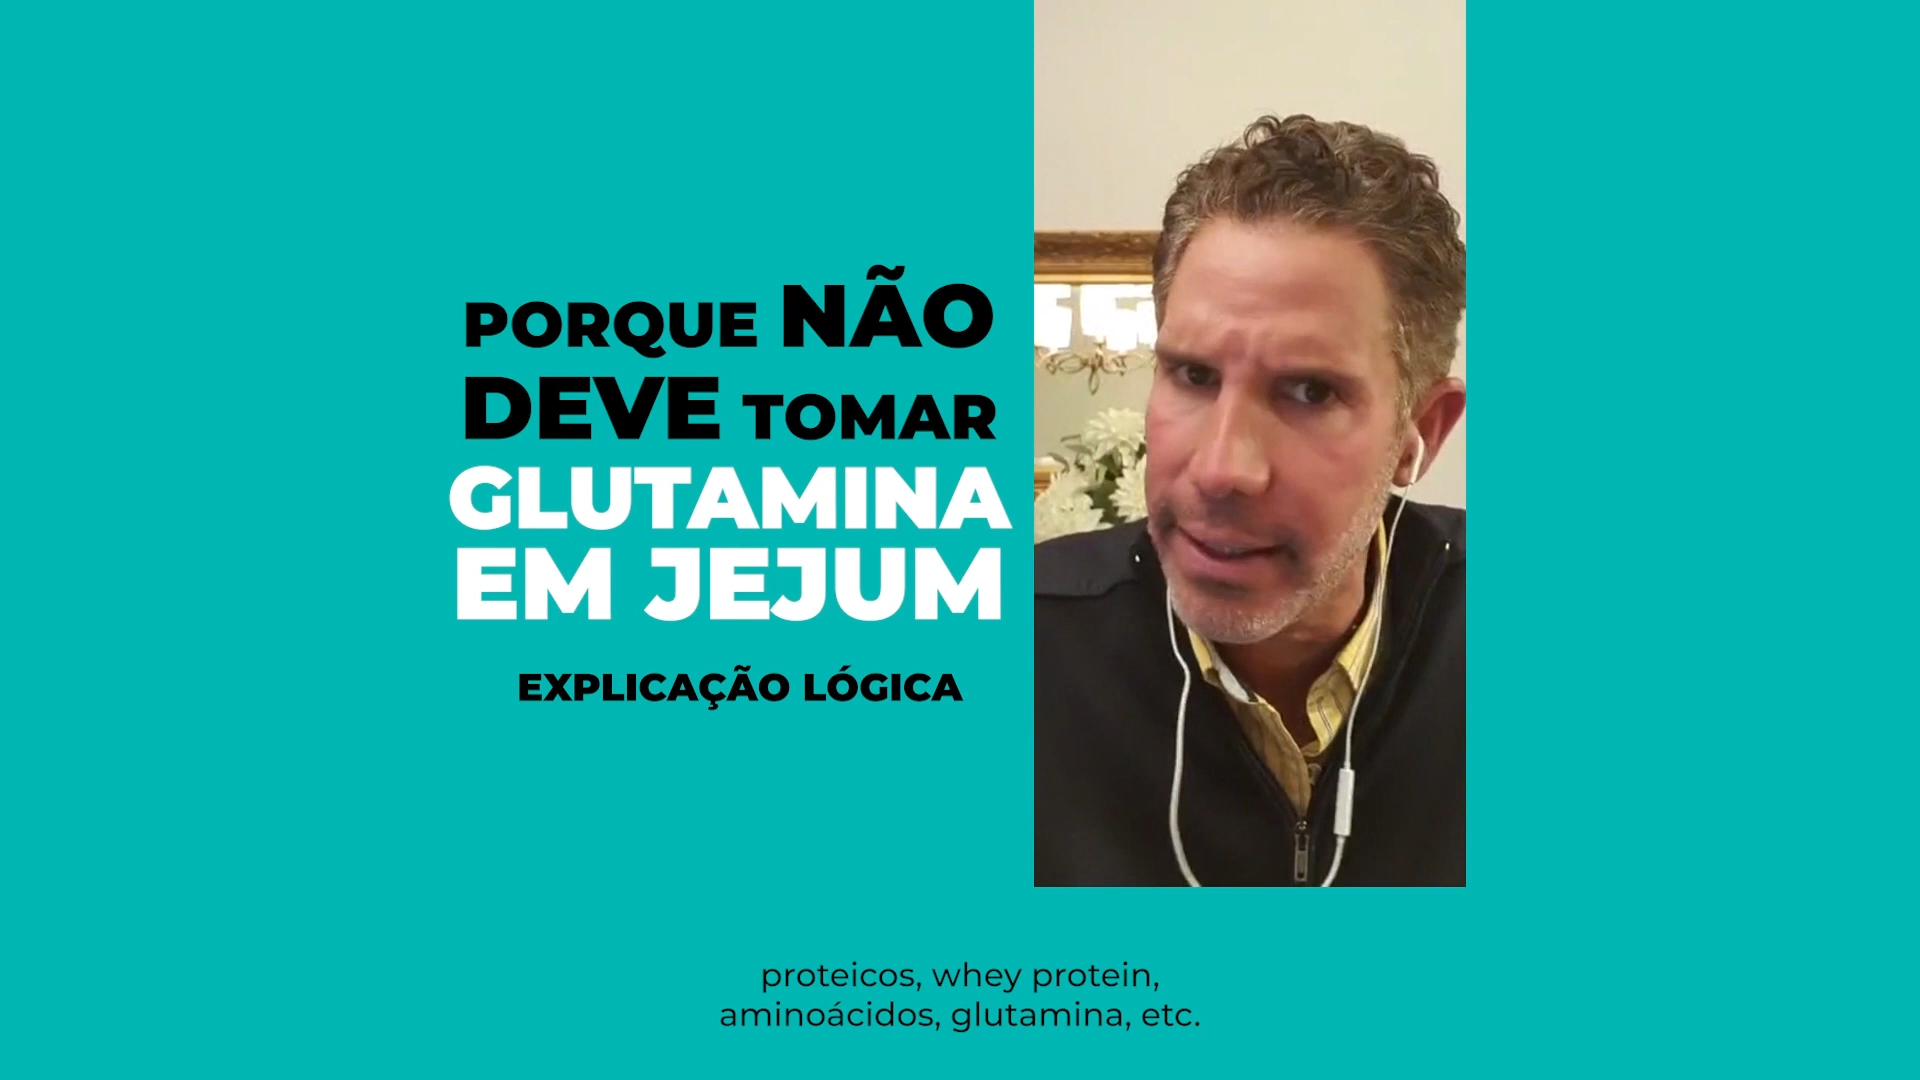 PORQUE NÃO
DEVE TOMAR
GLUTAMINA
EM JEJUM
EXPLICAÇÃO LÓGICA
proteicos, whey protein,
aminoácidos, glutamina, etc.